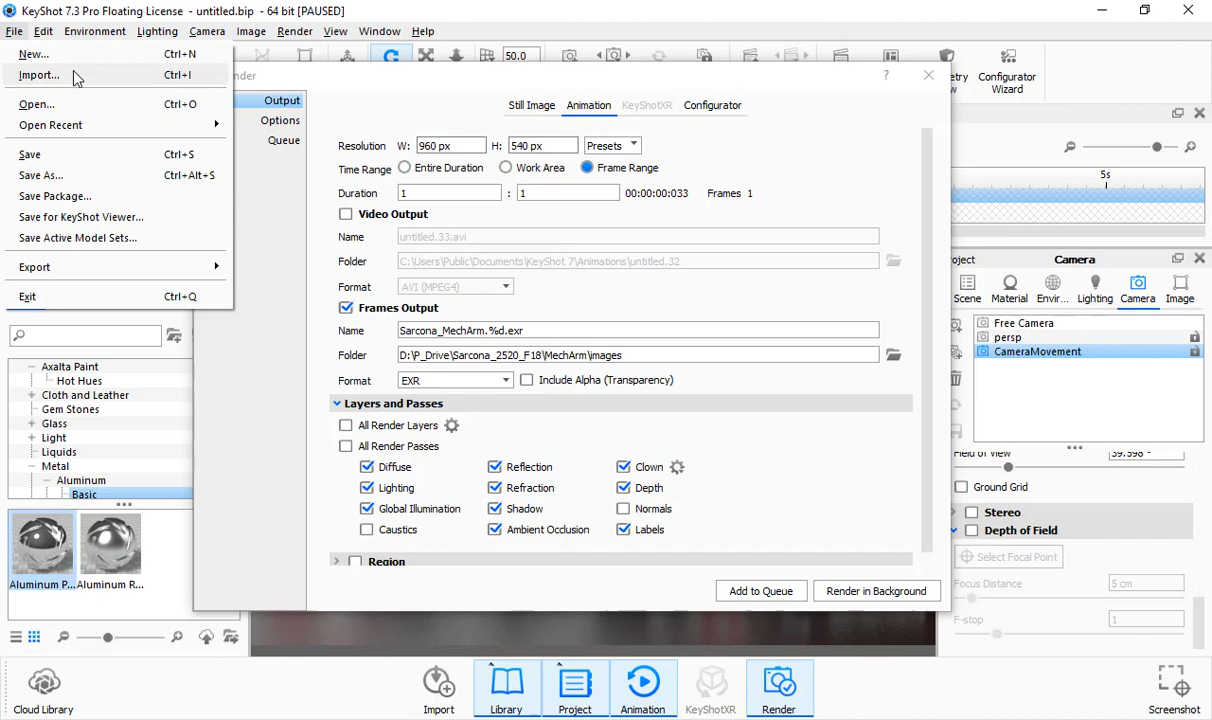 KeyShot 7.3 Pro Floating License - untitled.bip - 64 bit [PAUSED]
File Edit Environment Lighting Camera Image Render View Window Help
New... Ctrl+N
Import... Ctrl+I
Open... Ctrl+O
Open Recent
Save Ctrl+S
Save As... Ctrl+Alt+S
Save Package...
Save for KeyShot Viewer...
Save Active Model Sets...
Export
Exit Ctrl+Q
50.0
Configurator
Wizard
Output
Options
Queue
Still Image Animation KeyShotXR Configurator
Resolution W: 960 px H: 540 px Presets
Time Range Entire Duration Work Area Frame Range
Duration 1 : 1 00:00:00:033 Frames 1
Video Output
Name untitled.33.avi
Folder C:\Users\Public\Documents\KeyShot 7\Animations\untitled.32
Format AVI (MPEG4)
Frames Output
Name Sarcona_MechArm.%d.exr
Folder D:\P_Drive\Sarcona_2520_F18\MechArm\images
Format EXR Include Alpha (Transparency)
Layers and Passes
All Render Layers
All Render Passes
Diffuse Reflection Clown
Lighting Refraction Depth
Global Illumination Shadow Normals
Caustics Ambient Occlusion Labels
Region
Add to Queue Render in Background
5s
Camera
Scene Material Envir... Lighting Camera Image
Free Camera
persp
CameraMovement
Field of View 39.598 °
Ground Grid
Stereo
Depth of Field
Select Focal Point
Focus Distance 5 cm
F-stop 1
Axalta Paint
Hot Hues
Cloth and Leather
Gem Stones
Glass
Light
Liquids
Metal
Aluminum
Basic
Aluminum P... Aluminum R...
Cloud Library Import Library Project Animation KeyShotXR Render Screenshot